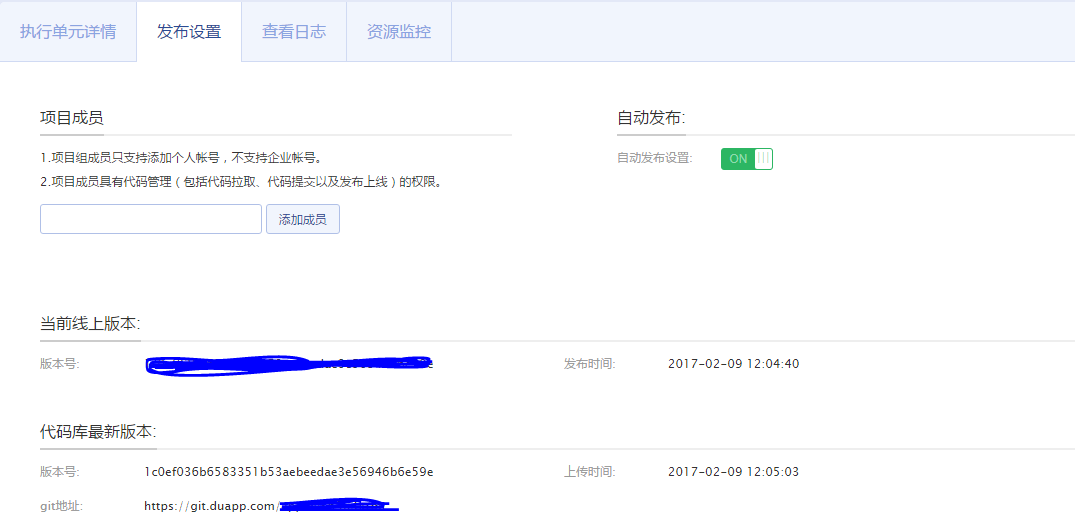 执行单元详情 发布设置 查看日志 资源监控
项目成员
1.项目组成员只支持添加个人帐号，不支持企业帐号。
2.项目成员具有代码管理（包括代码拉取、代码提交以及发布上线）的权限。
添加成员
自动发布:
自动发布设置: ON
当前线上版本:
版本号: 发布时间: 2017-02-09 12:04:40
代码库最新版本:
版本号: 1c0ef036b6583351b53aebeedae3e56946b6e59e 上传时间: 2017-02-09 12:05:03
git地址: https://git.duapp.com/